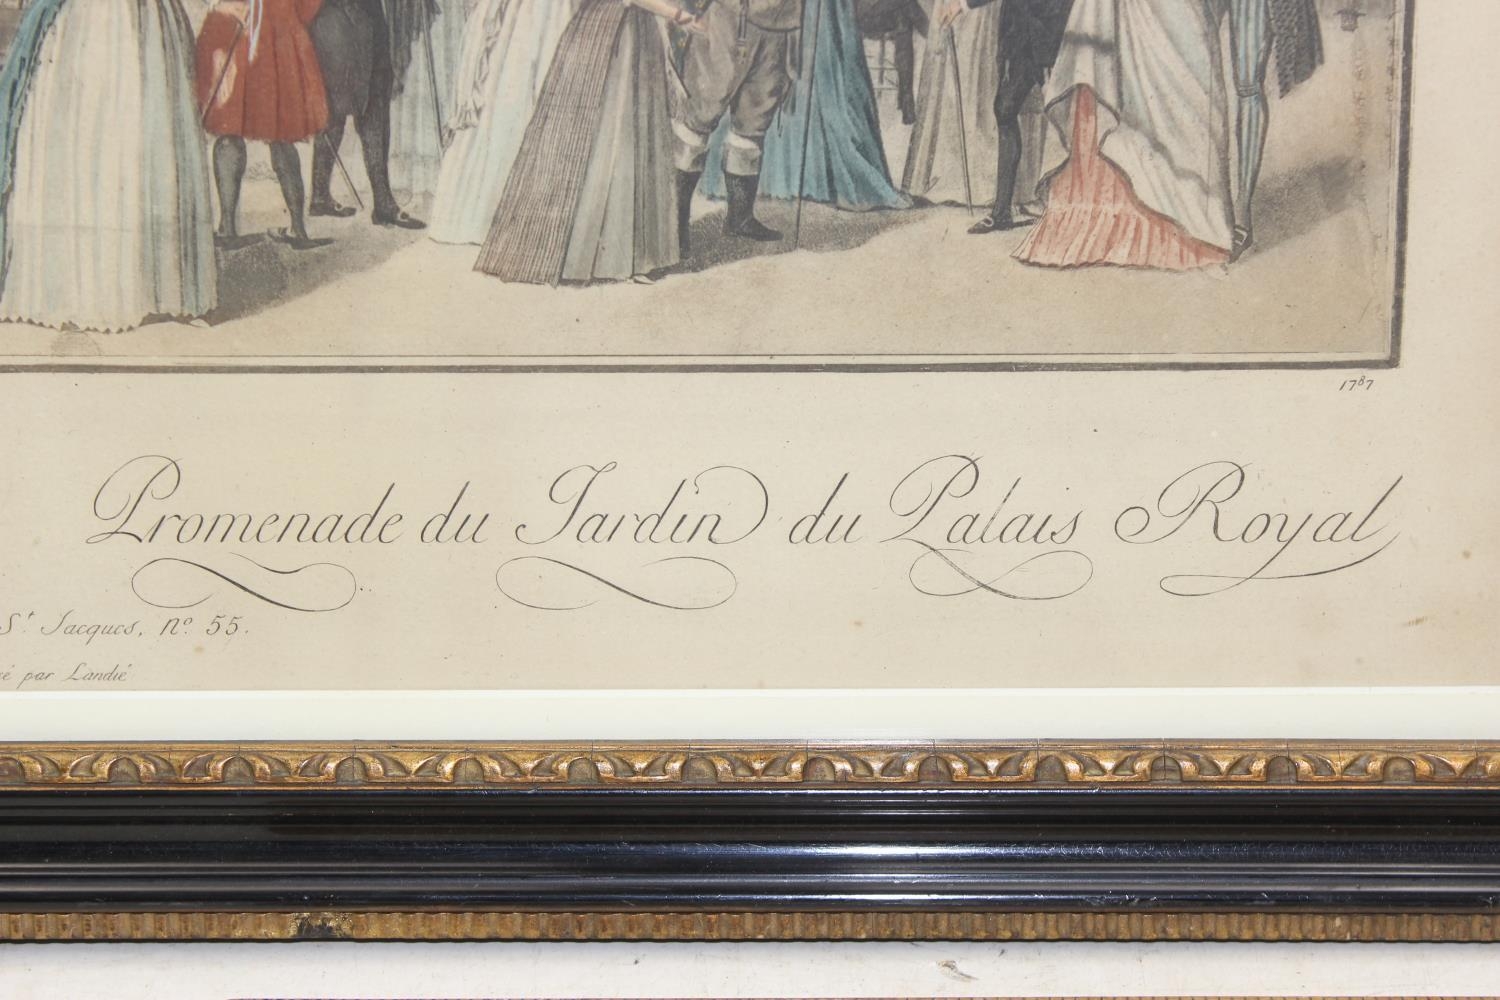 1787
Promenade du Jardin du Palais Royal
St. Jacques, no. 55.
par Landié